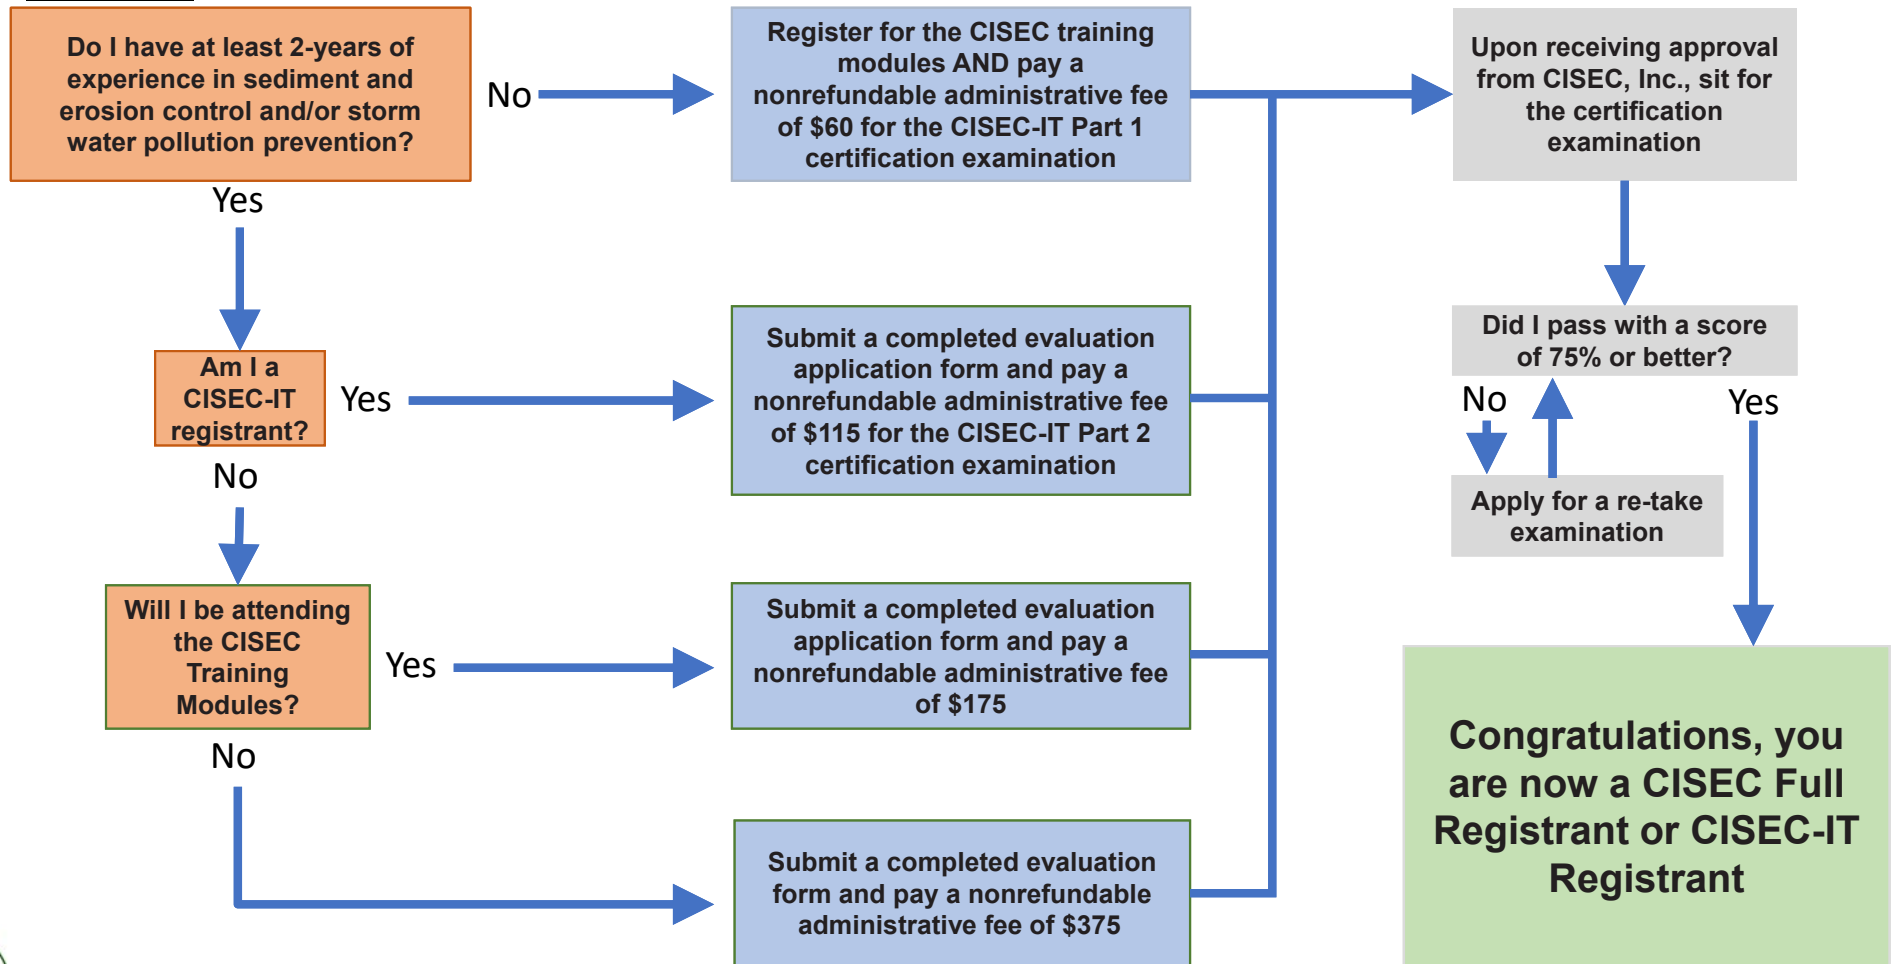 Do I have at least 2-years of
experience in sediment and
erosion control and/or storm
water pollution prevention?
No
Register for the CISEC training
modules AND pay a
nonrefundable administrative fee
of $60 for the CISEC-IT Part 1
certification examination
Upon receiving approval
from CISEC, Inc., sit for
the certification
examination
Yes
Am I a
CISEC-IT
registrant?
Yes
Submit a completed evaluation
application form and pay a
nonrefundable administrative fee
of $115 for the CISEC-IT Part 2
certification examination
Did I pass with a score
of 75% or better?
No
Yes
Apply for a re-take
examination
No
Will I be attending
the CISEC
Training
Modules?
Yes
Submit a completed evaluation
application form and pay a
nonrefundable administrative fee
of $175
No
Submit a completed evaluation
form and pay a nonrefundable
administrative fee of $375
Congratulations, you
are now a CISEC Full
Registrant or CISEC-IT
Registrant